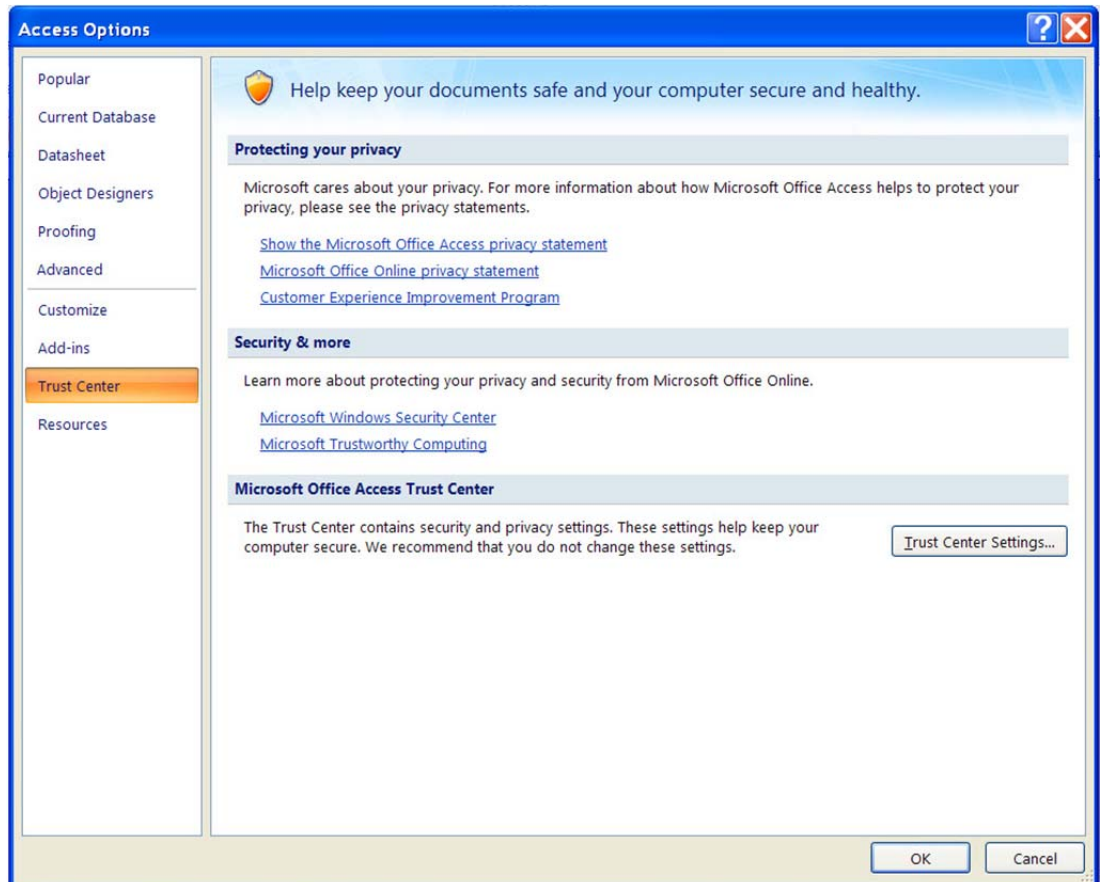 Access Options
Popular
Current Database
Datasheet
Object Designers
Proofing
Advanced
Customize
Add-ins
Trust Center
Resources
Help keep your documents safe and your computer secure and healthy.
Protecting your privacy
Microsoft cares about your privacy. For more information about how Microsoft Office Access helps to protect your
privacy, please see the privacy statements.
Show the Microsoft Office Access privacy statement
Microsoft Office Online privacy statement
Customer Experience Improvement Program
Security & more
Learn more about protecting your privacy and security from Microsoft Office Online.
Microsoft Windows Security Center
Microsoft Trustworthy Computing
Microsoft Office Access Trust Center
The Trust Center contains security and privacy settings. These settings help keep your
computer secure. We recommend that you do not change these settings.
Trust Center Settings...
OK
Cancel